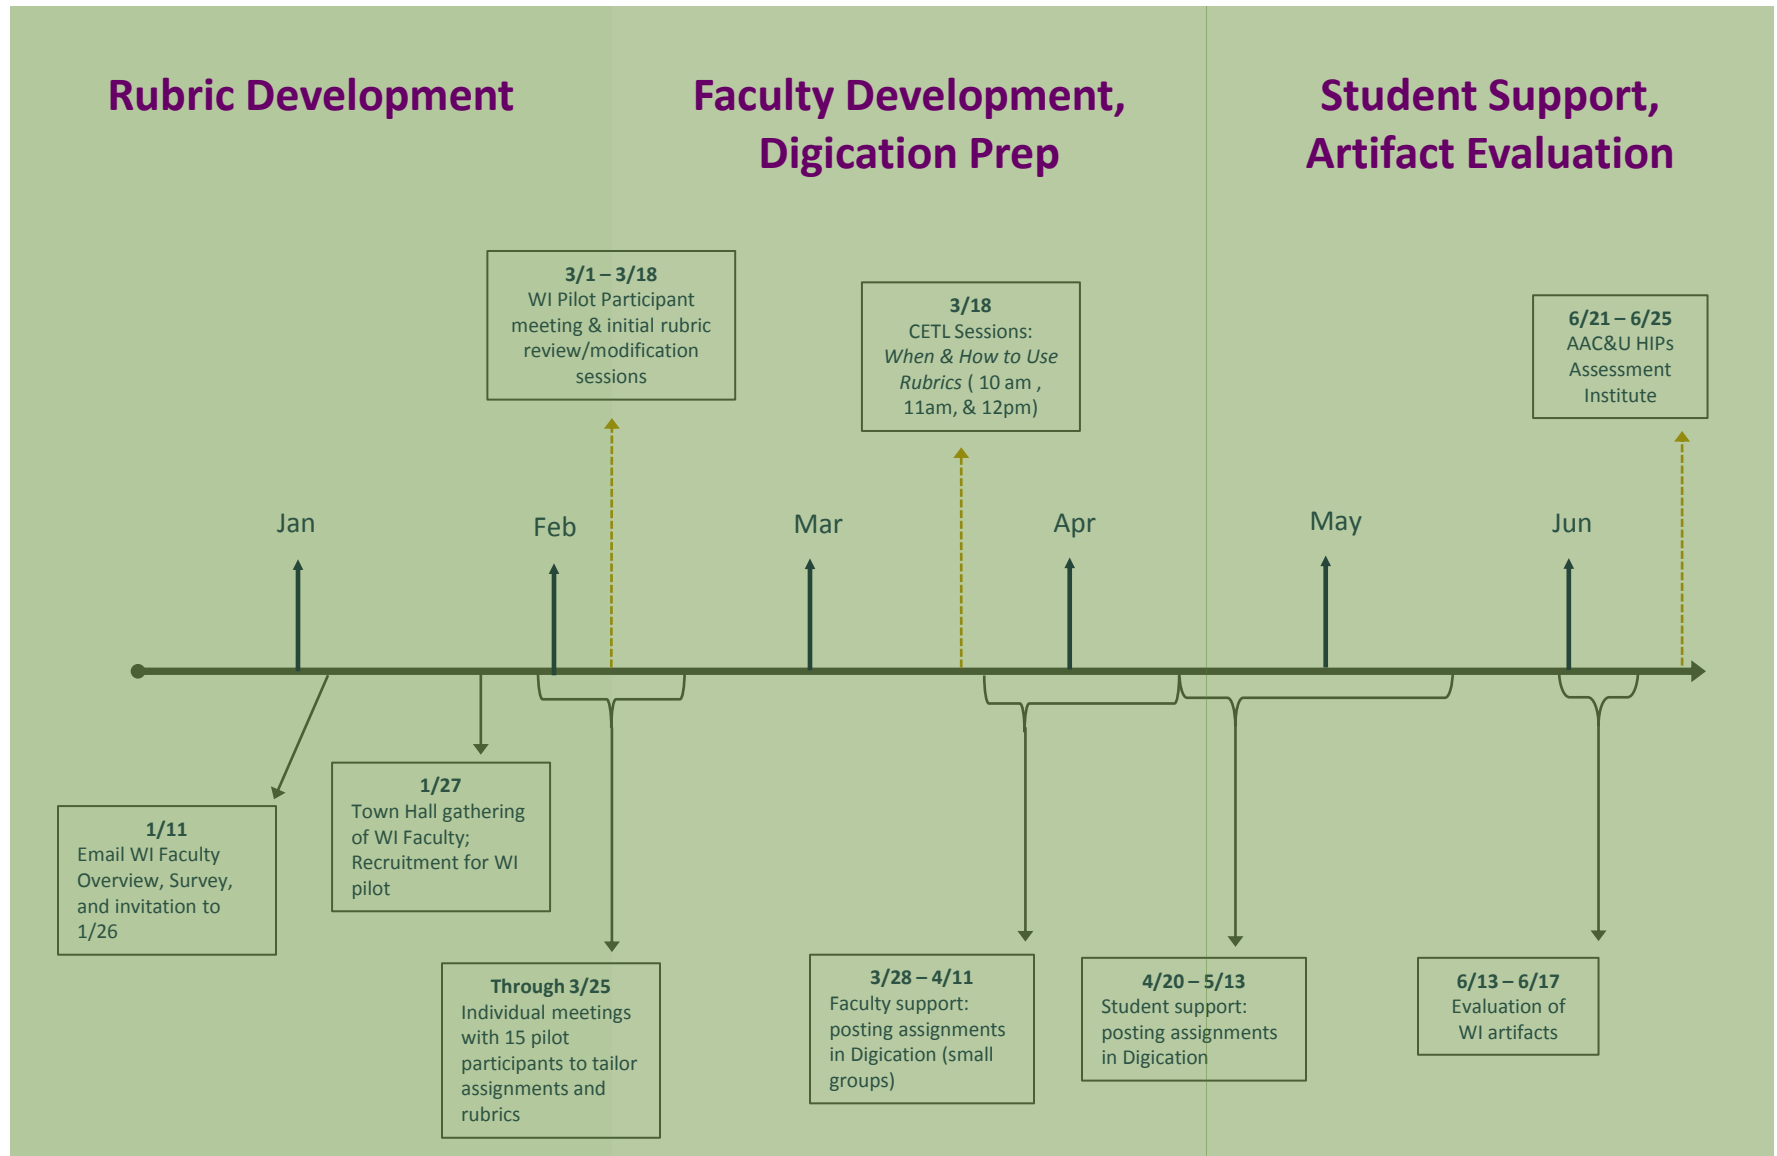 Rubric Development
Faculty Development,
Digication Prep
Student Support,
Artifact Evaluation
3/1 – 3/18
WI Pilot Participant
meeting & initial rubric
review/modification
sessions
3/18
CETL Sessions:
When & How to Use
Rubrics ( 10 am ,
11am, & 12pm)
6/21 – 6/25
AAC&U HIPs
Assessment
Institute
Jan
Feb
Mar
Apr
May
Jun
1/11
Email WI Faculty
Overview, Survey,
and invitation to
1/26
1/27
Town Hall gathering
of WI Faculty;
Recruitment for WI
pilot
Through 3/25
Individual meetings
with 15 pilot
participants to tailor
assignments and
rubrics
3/28 – 4/11
Faculty support:
posting assignments
in Digication (small
groups)
4/20 – 5/13
Student support:
posting assignments
in Digication
6/13 – 6/17
Evaluation of
WI artifacts